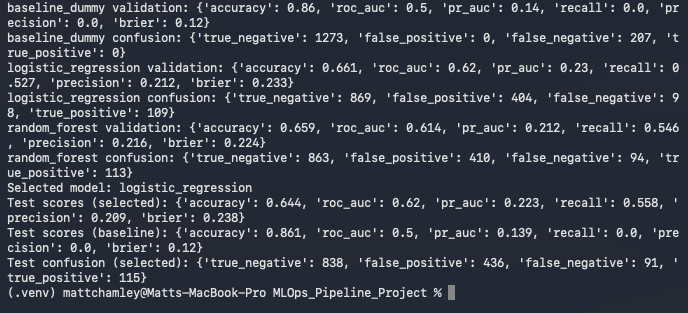 baseline_dummy validation: {'accuracy': 0.86, 'roc_auc': 0.5, 'pr_auc': 0.14, 'recall': 0.0, 'pr
ecision': 0.0, 'brier': 0.12}
baseline_dummy confusion: {'true_negative': 1273, 'false_positive': 0, 'false_negative': 207, 't
rue_positive': 0}
logistic_regression validation: {'accuracy': 0.661, 'roc_auc': 0.62, 'pr_auc': 0.23, 'recall': 0
.527, 'precision': 0.212, 'brier': 0.233}
logistic_regression confusion: {'true_negative': 869, 'false_positive': 404, 'false_negative': 9
8, 'true_positive': 109}
random_forest validation: {'accuracy': 0.659, 'roc_auc': 0.614, 'pr_auc': 0.212, 'recall': 0.546
, 'precision': 0.216, 'brier': 0.224}
random_forest confusion: {'true_negative': 863, 'false_positive': 410, 'false_negative': 94, 'tr
ue_positive': 113}
Selected model: logistic_regression
Test scores (selected): {'accuracy': 0.644, 'roc_auc': 0.62, 'pr_auc': 0.223, 'recall': 0.558, '
precision': 0.209, 'brier': 0.238}
Test scores (baseline): {'accuracy': 0.861, 'roc_auc': 0.5, 'pr_auc': 0.139, 'recall': 0.0, 'pre
cision': 0.0, 'brier': 0.12}
Test confusion (selected): {'true_negative': 838, 'false_positive': 436, 'false_negative': 91, '
true_positive': 115}
(.venv) mattchamley@Matts-MacBook-Pro MLOps_Pipeline_Project %